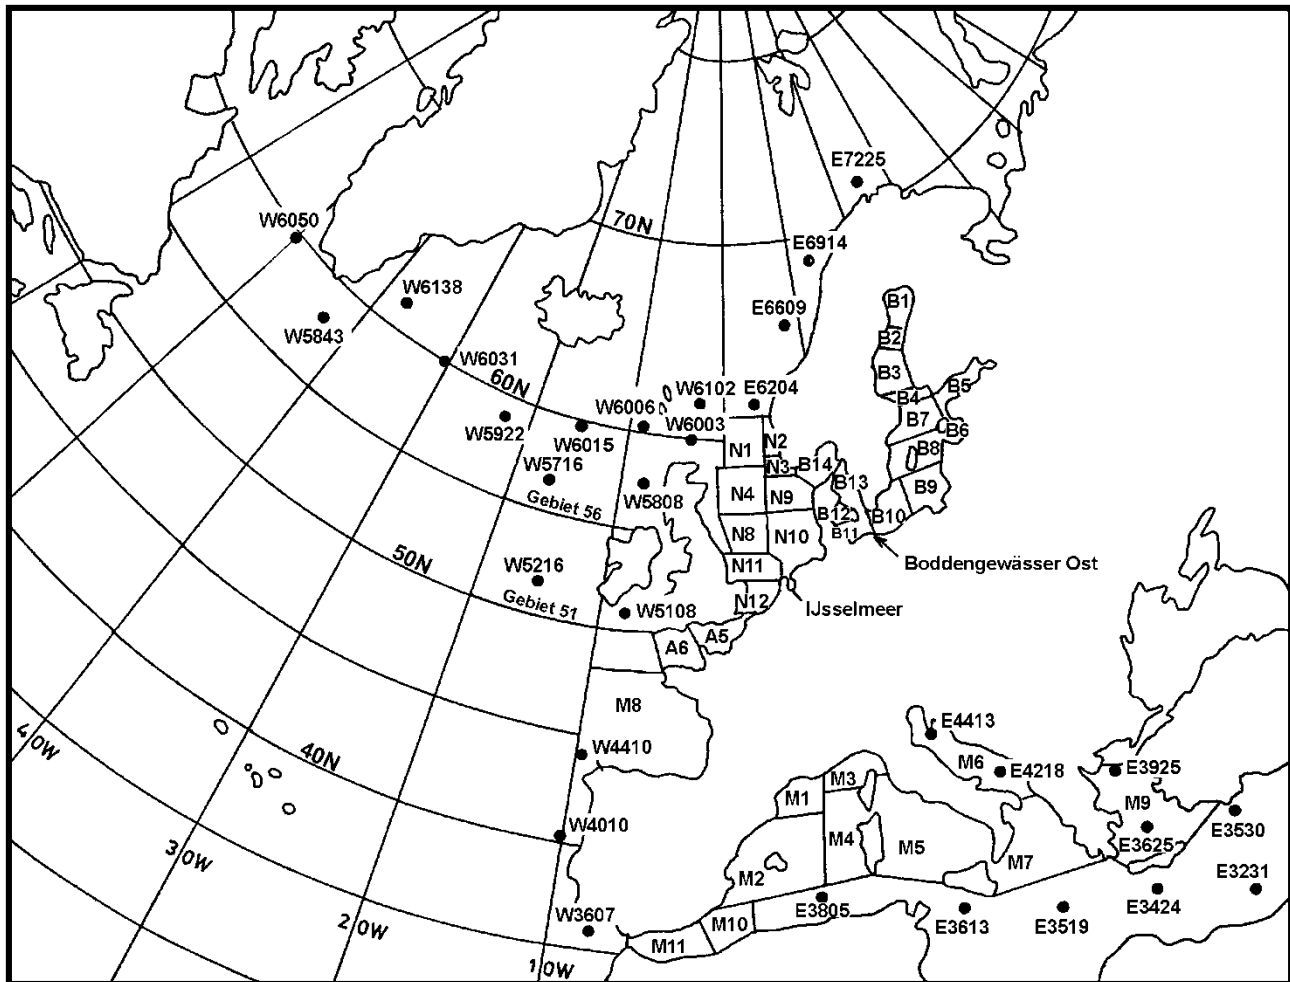 E7225
W6050
70N
E6914
W6138
W5843
E6609
B1
B2
W6031
B3
60N
W6102
E6204
B5
B4
W6006
W5922
W6015
W6003
B7
B6
N1
N2
B8
W5716
N3
B14
W5808
N4
N9
B13
B9
Gebiet 56
B12
B10
B11
N8
N10
50N
W5216
N11
Boddengewässer Ost
Gebiet 51
W5108
N12
IJsselmeer
A6
A5
M8
E4413
40W
40N
W4410
M6
E4218
E3925
M3
M1
M9
W4010
M4
M5
E3625
E3530
30W
M2
M7
E3231
20W
W3607
M10
E3805
E3613
E3519
E3424
M11
10W